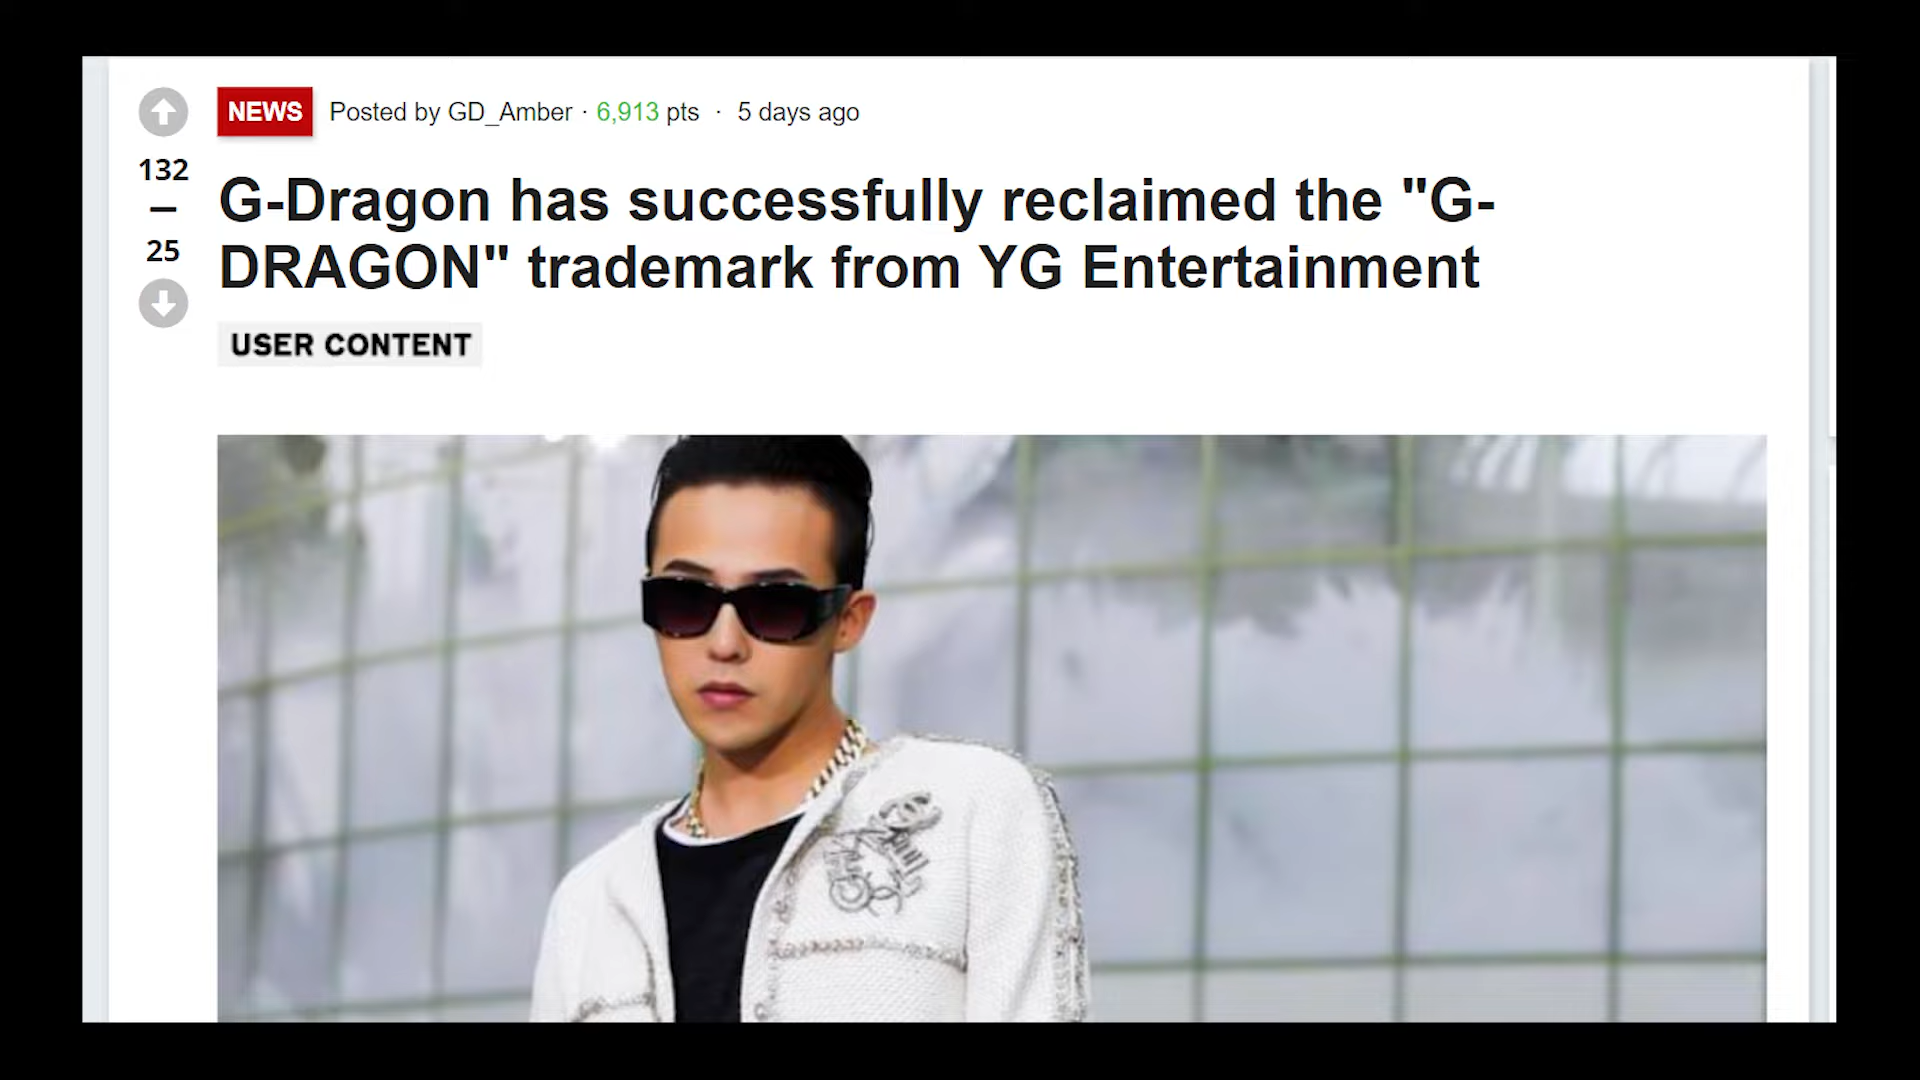 NEWS Posted by GD_Amber · 6,913 pts · 5 days ago
132
–
25
G-Dragon has successfully reclaimed the "G-
DRAGON" trademark from YG Entertainment
USER CONTENT